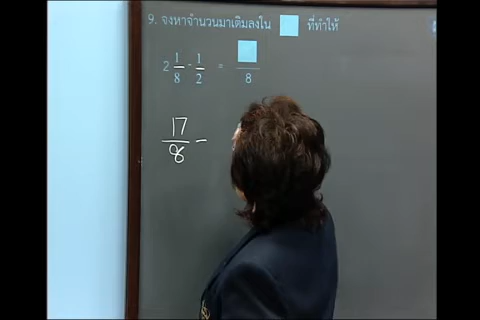 9. จงหาจำนวนมาเติมลงใน □ ที่ทำให้
2 1/8 - 1/2 = □/8
17/8 -